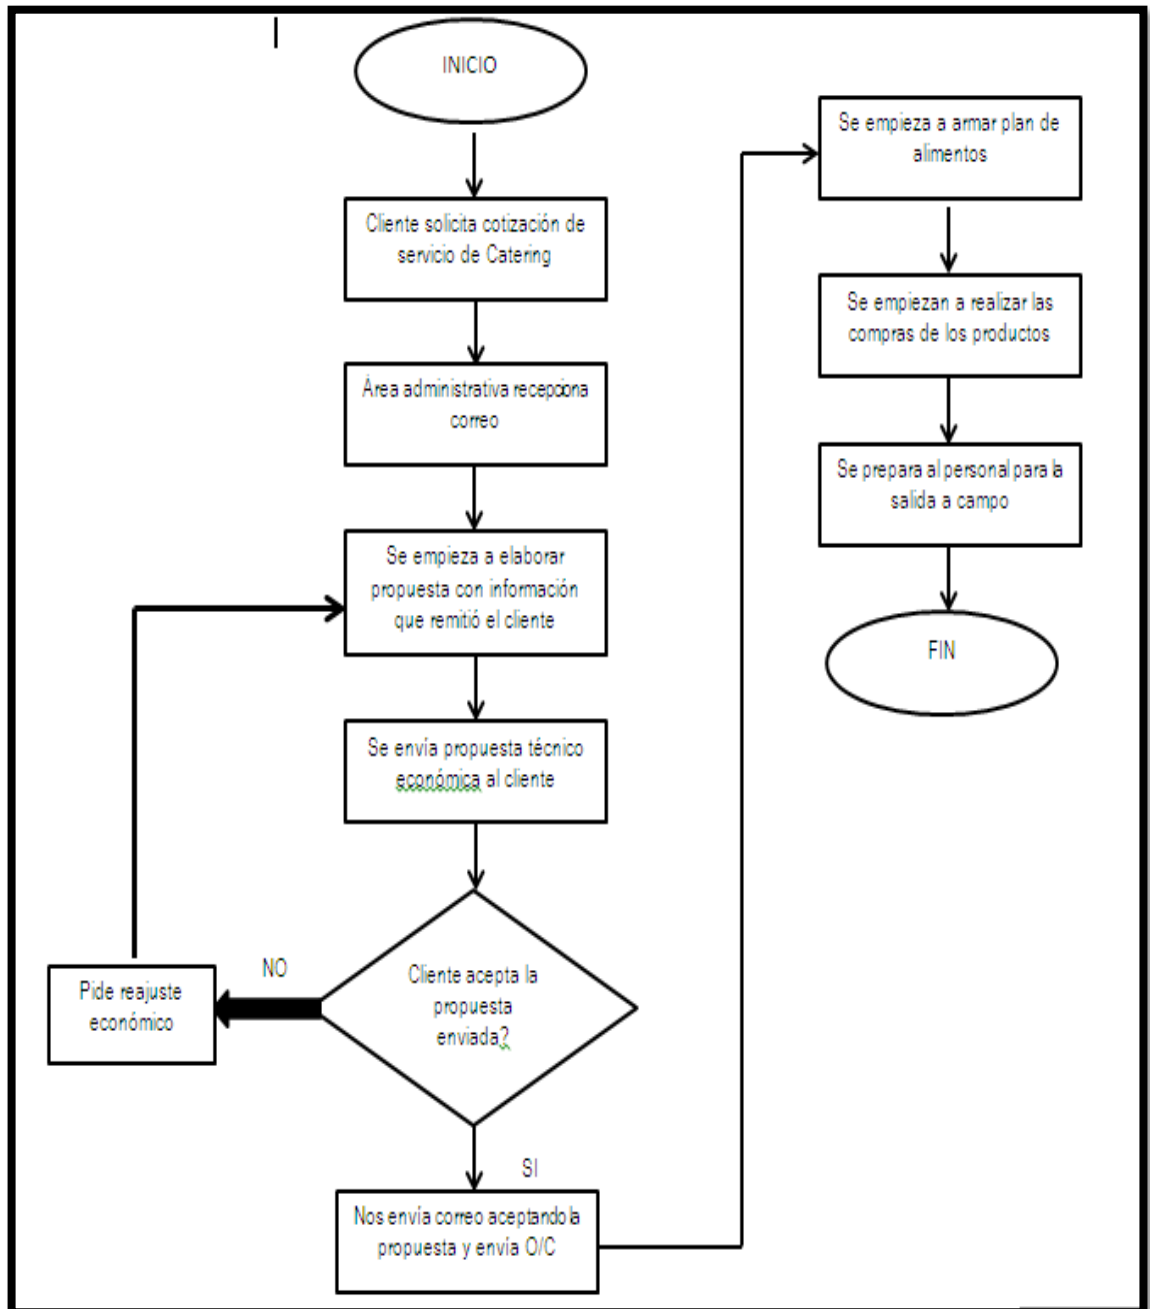 INICIO
Cliente solicita cotización de
servicio de Catering
Área administrativa recepciona
correo
Se empieza a elaborar
propuesta con información
que remitió el cliente
Se envía propuesta técnico
económica al cliente
Cliente acepta la
propuesta
enviada?
NO
Pide reajuste
económico
SI
Nos envía correo aceptando la
propuesta y envía O/C
Se empieza a armar plan de
alimentos
Se empiezan a realizar las
compras de los productos
Se prepara al personal para la
salida a campo
FIN